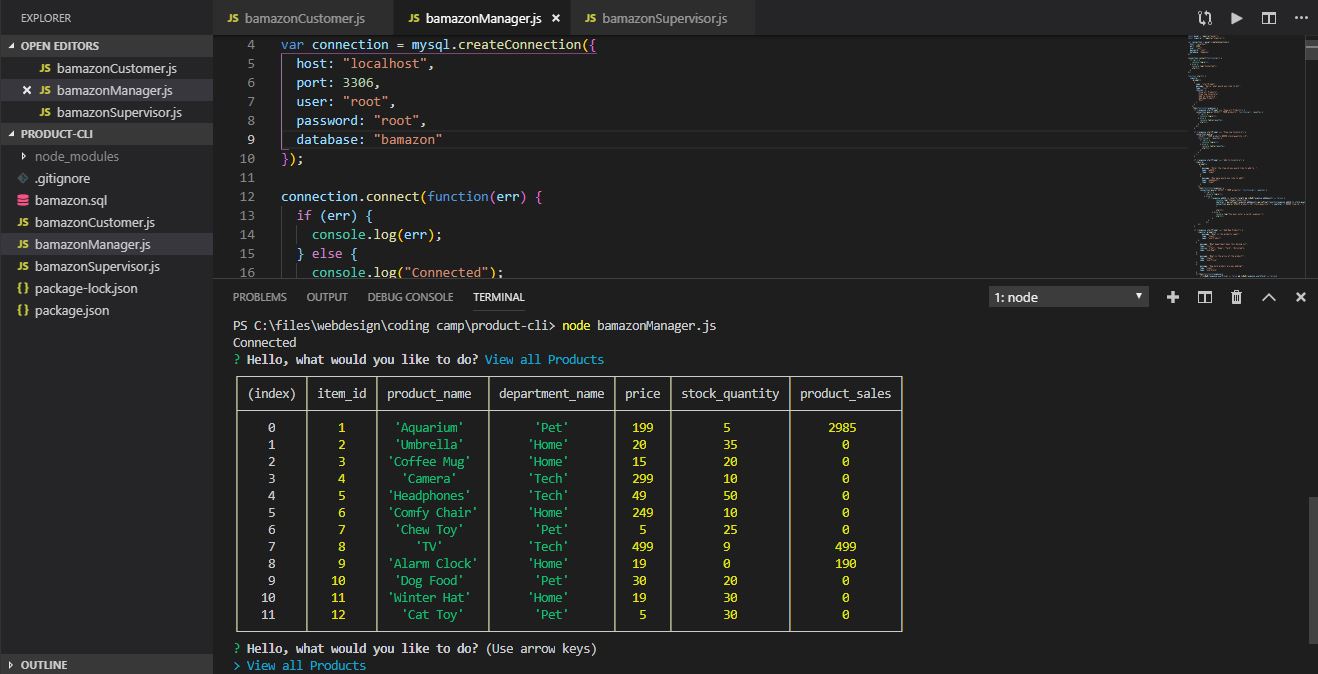 EXPLORER
OPEN EDITORS
JS bamazonCustomer.js
JS bamazonManager.js
JS bamazonSupervisor.js
PRODUCT-CLI
node_modules
.gitignore
bamazon.sql
JS bamazonCustomer.js
JS bamazonManager.js
JS bamazonSupervisor.js
{} package-lock.json
{} package.json
OUTLINE
JS bamazonCustomer.js JS bamazonManager.js JS bamazonSupervisor.js
4 var connection = mysql.createConnection({
5 host: "localhost",
6 port: 3306,
7 user: "root",
8 password: "root",
9 database: "bamazon"
10 });
11
12 connection.connect(function(err) {
13 if (err) {
14 console.log(err);
15 } else {
16 console.log("Connected");
PROBLEMS OUTPUT DEBUG CONSOLE TERMINAL 1: node
PS C:\files\webdesign\coding camp\product-cli> node bamazonManager.js
Connected
? Hello, what would you like to do? View all Products
(index) item_id product_name department_name price stock_quantity product_sales
0 1 'Aquarium' 'Pet' 199 5 2985
1 2 'Umbrella' 'Home' 20 35 0
2 3 'Coffee Mug' 'Home' 15 20 0
3 4 'Camera' 'Tech' 299 10 0
4 5 'Headphones' 'Tech' 49 50 0
5 6 'Comfy Chair' 'Home' 249 10 0
6 7 'Chew Toy' 'Pet' 5 25 0
7 8 'TV' 'Tech' 499 9 499
8 9 'Alarm Clock' 'Home' 19 0 190
9 10 'Dog Food' 'Pet' 30 20 0
10 11 'Winter Hat' 'Home' 19 30 0
11 12 'Cat Toy' 'Pet' 5 30 0
? Hello, what would you like to do? (Use arrow keys)
> View all Products